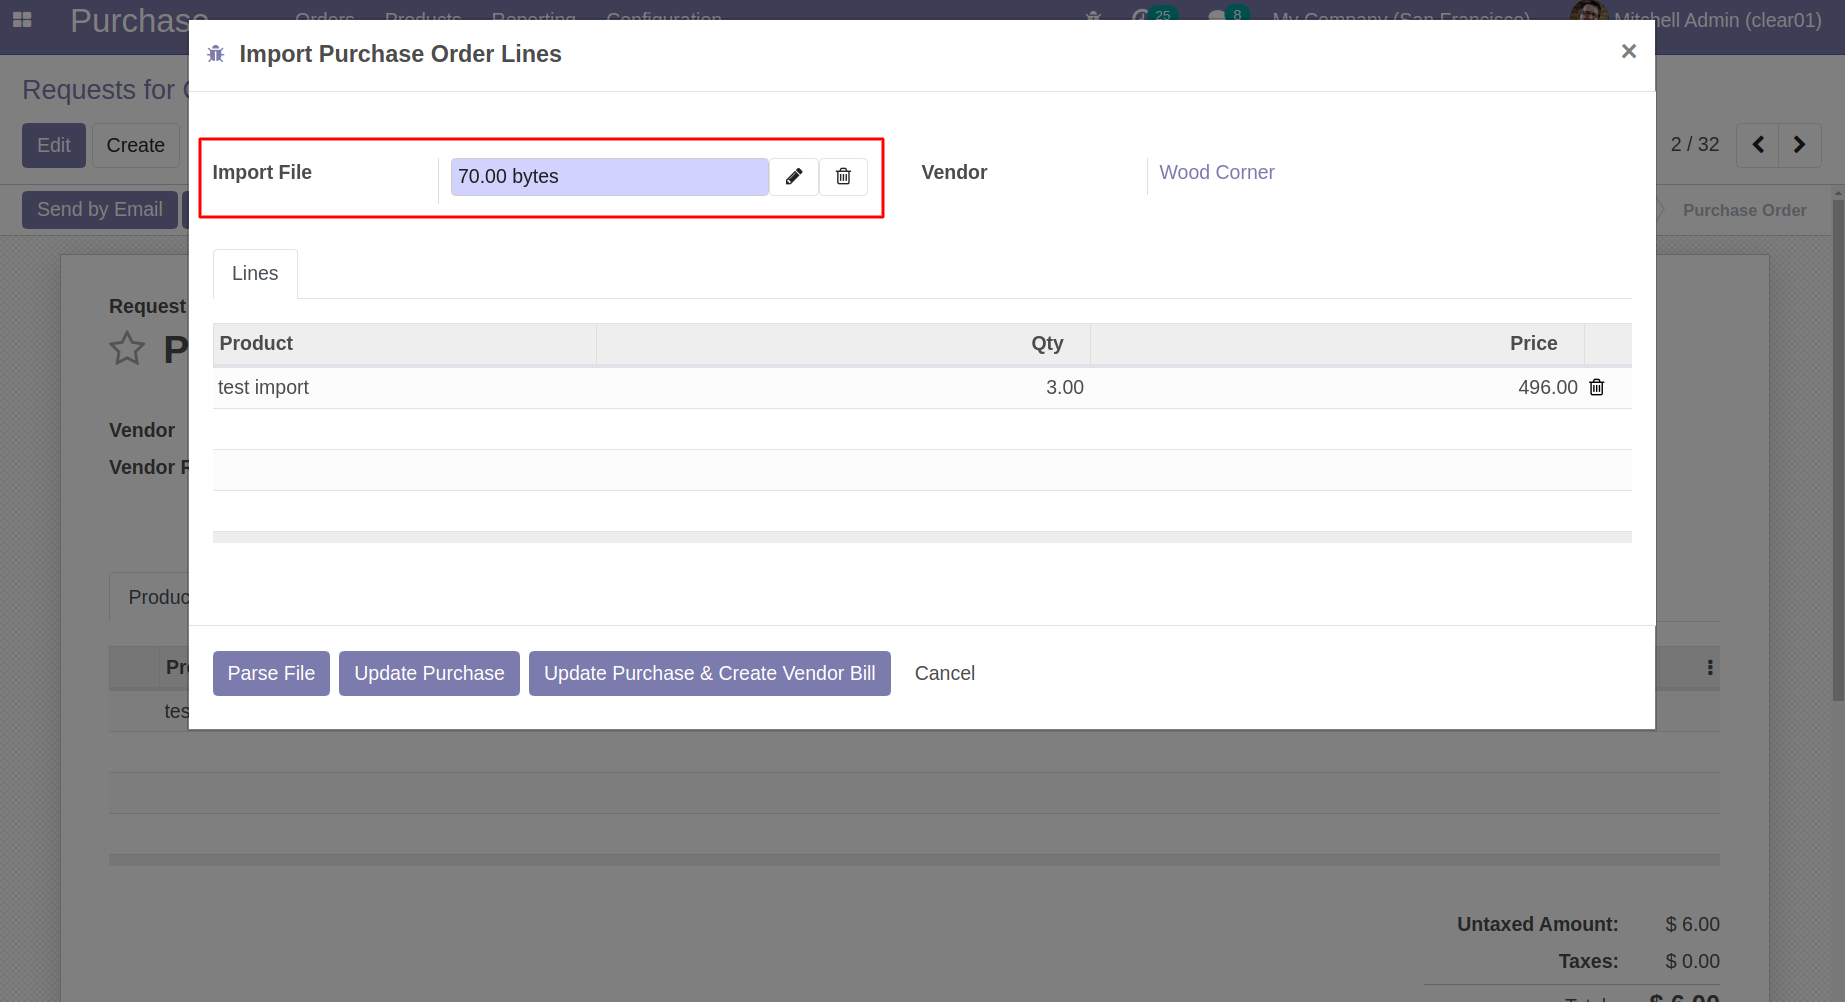 Purchase Orders Products Reporting Configuration 25 8 My Company (San Francisco) Mitchell Admin (clear01)
Import Purchase Order Lines ×
Requests for
Edit Create 2 / 32
Import File 70.00 bytes Vendor Wood Corner
Send by Email Purchase Order
Lines
Request
Product Qty Price
P
test import 3.00 496.00
Vendor
Vendor R
Produc
Parse File Update Purchase Update Purchase & Create Vendor Bill Cancel
Pr
tes
Untaxed Amount: $ 6.00
Taxes: $ 0.00
$ 6.00